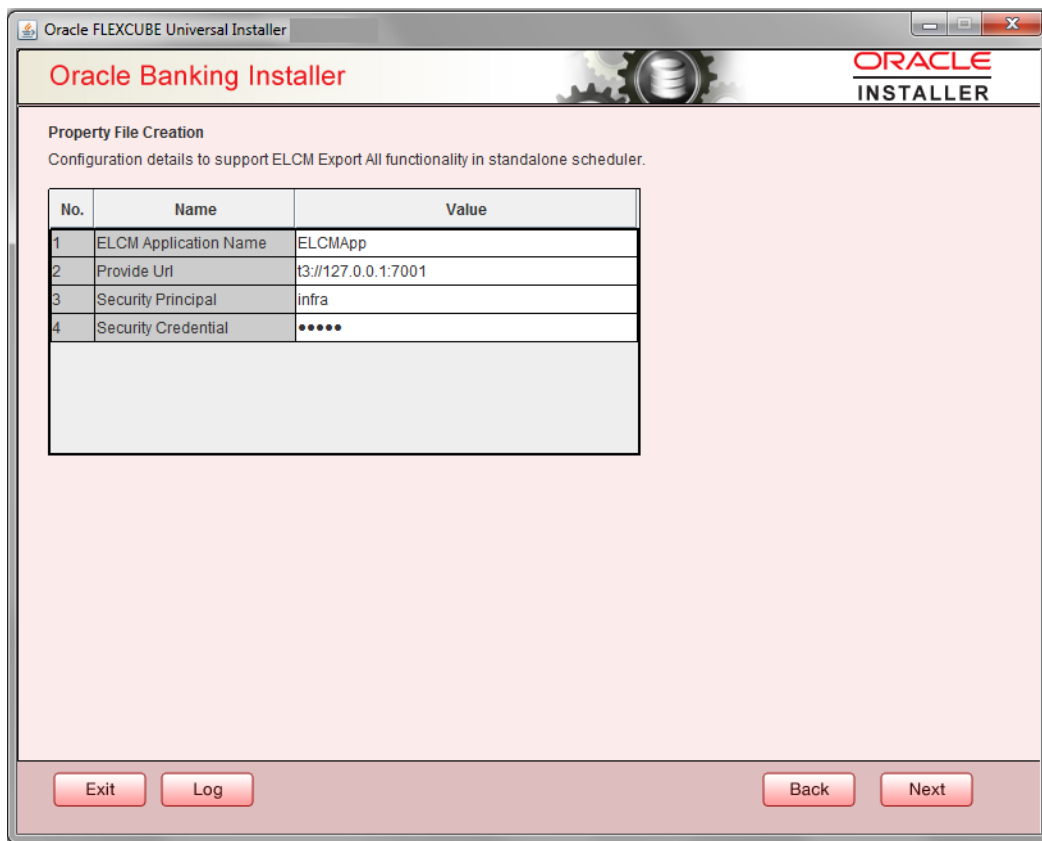 Oracle FLEXCUBE Universal Installer
Oracle Banking Installer
ORACLE
INSTALLER
Property File Creation
Configuration details to support ELCM Export All functionality in standalone scheduler.
No. Name Value
1 ELCM Application Name ELCMApp
2 Provide Url t3://127.0.0.1:7001
3 Security Principal infra
4 Security Credential •••••
Exit Log Back Next